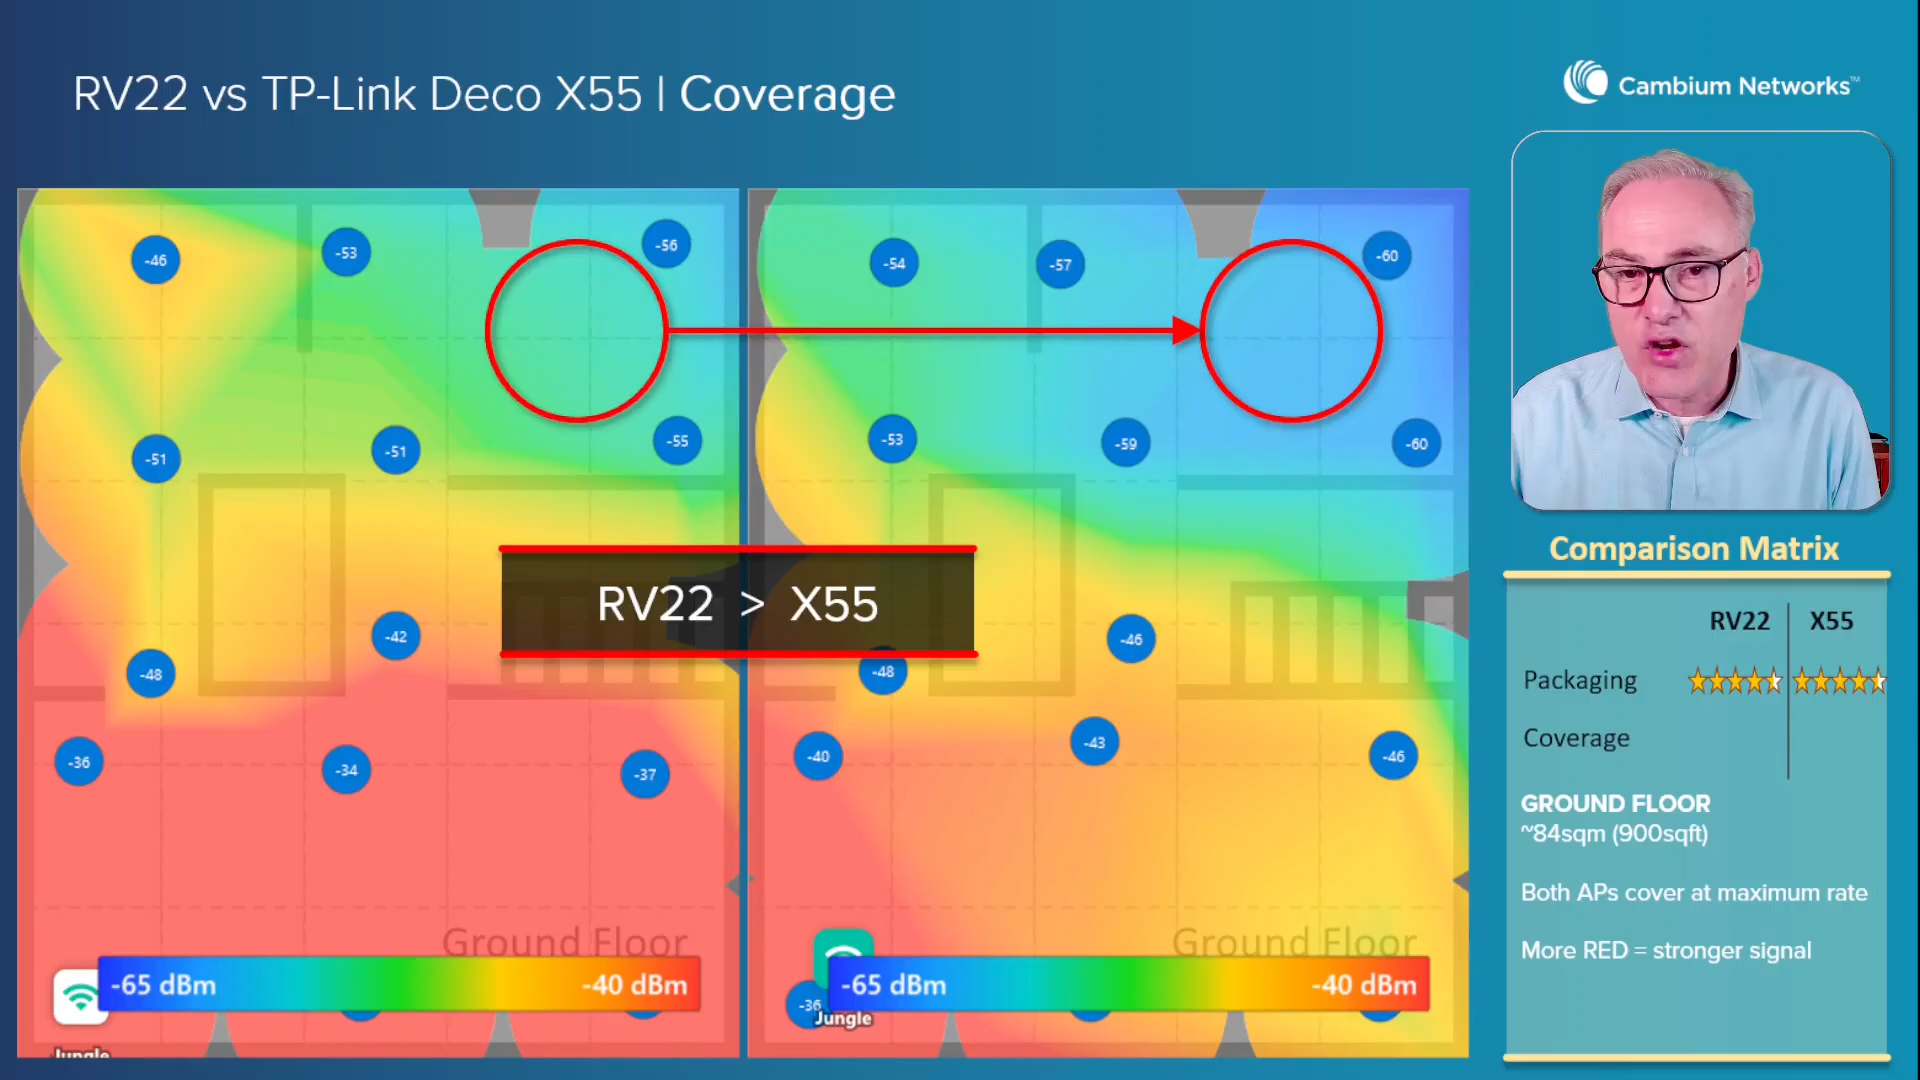 RV22 vs TP-Link Deco X55 | Coverage
Cambium Networks™
-46
-53
-56
-54
-57
-60
-51
-51
-55
-53
-59
-60
RV22 > X55
-48
-42
-48
-46
-36
-34
-37
-40
-43
-46
Ground Floor
Ground Floor
-65 dBm
-40 dBm
-36
-65 dBm
-40 dBm
Jungle
Jungle
Comparison Matrix
RV22 X55
Packaging
Coverage
GROUND FLOOR
~84sqm (900sqft)
Both APs cover at maximum rate
More RED = stronger signal